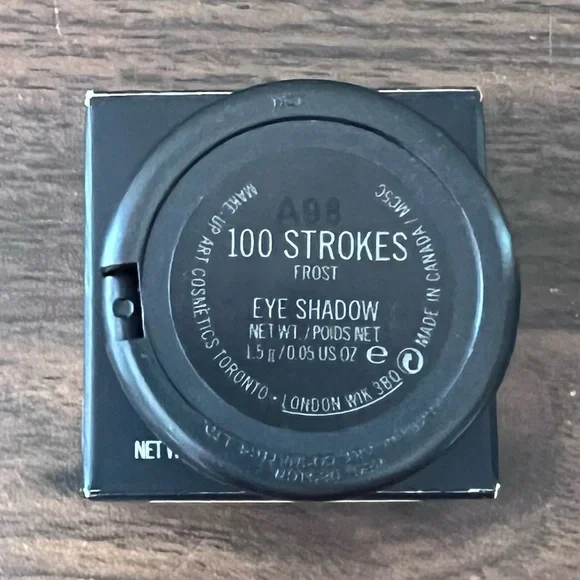 A98
100 STROKES
FROST
EYE SHADOW
NET WT. / POIDS NET
1.5 g / 0.05 US OZ e
MAKE-UP ART COSMETICS TORONTO · LONDON W1K 3BQ
MADE IN CANADA / MC5C
NET